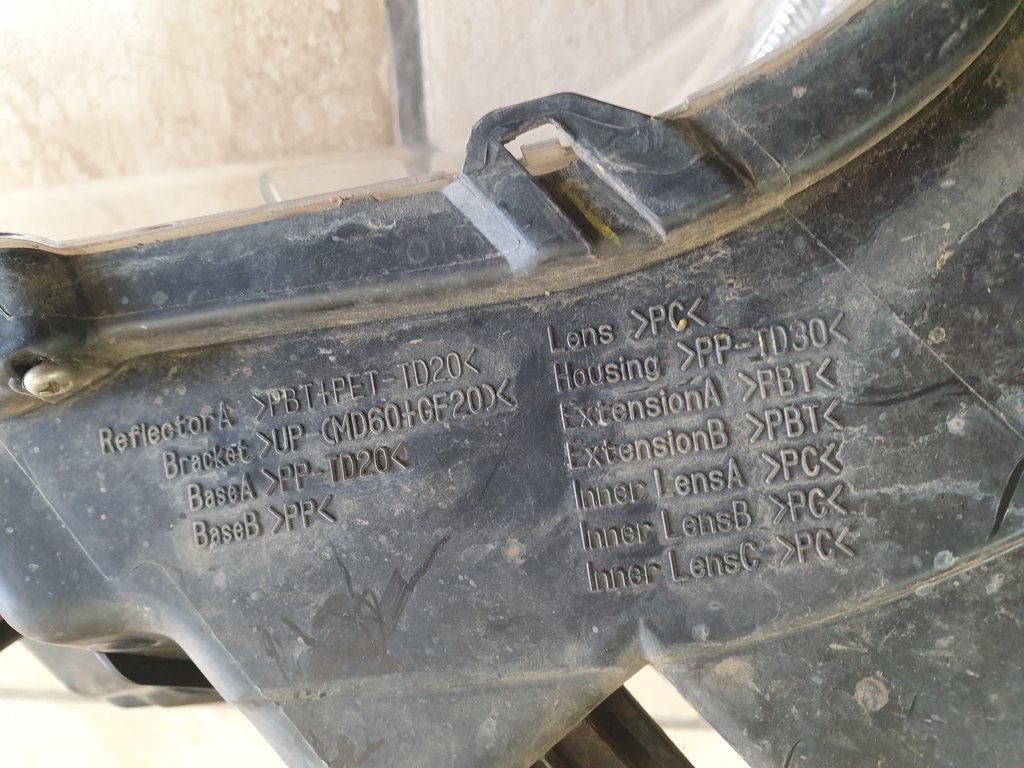 ReflectorA >PBT+PET-TD20<
Bracket >UP-(MD60+GF20)<
BaseA >PP-TD20<
BaseB >PP<
Lens >PC<
Housing >PP-TD30<
ExtensionA >PBT<
ExtensionB >PBT<
Inner LensA >PC<
Inner LensB >PC<
Inner LensC >PC<